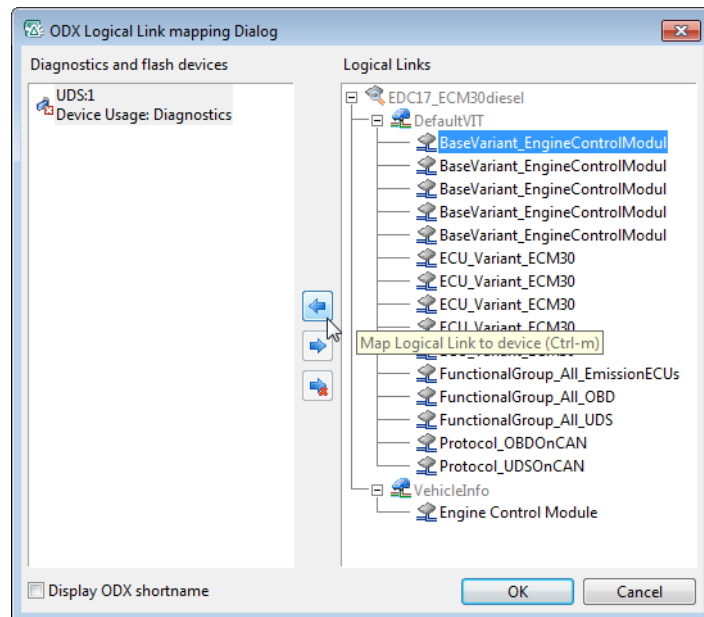 ODX Logical Link mapping Dialog
Diagnostics and flash devices
UDS:1
Device Usage: Diagnostics
Logical Links
EDC17_ECM30diesel
DefaultVIT
BaseVariant_EngineControlModul
BaseVariant_EngineControlModul
BaseVariant_EngineControlModul
BaseVariant_EngineControlModul
BaseVariant_EngineControlModul
ECU_Variant_ECM30
ECU_Variant_ECM30
ECU_Variant_ECM30
ECU_Variant_ECM30
Map Logical Link to device (Ctrl-m)
ECU_Variant_ECM30
FunctionalGroup_All_EmissionECUs
FunctionalGroup_All_OBD
FunctionalGroup_All_UDS
Protocol_OBDOnCAN
Protocol_UDSOnCAN
VehicleInfo
Engine Control Module
Display ODX shortname
OK
Cancel